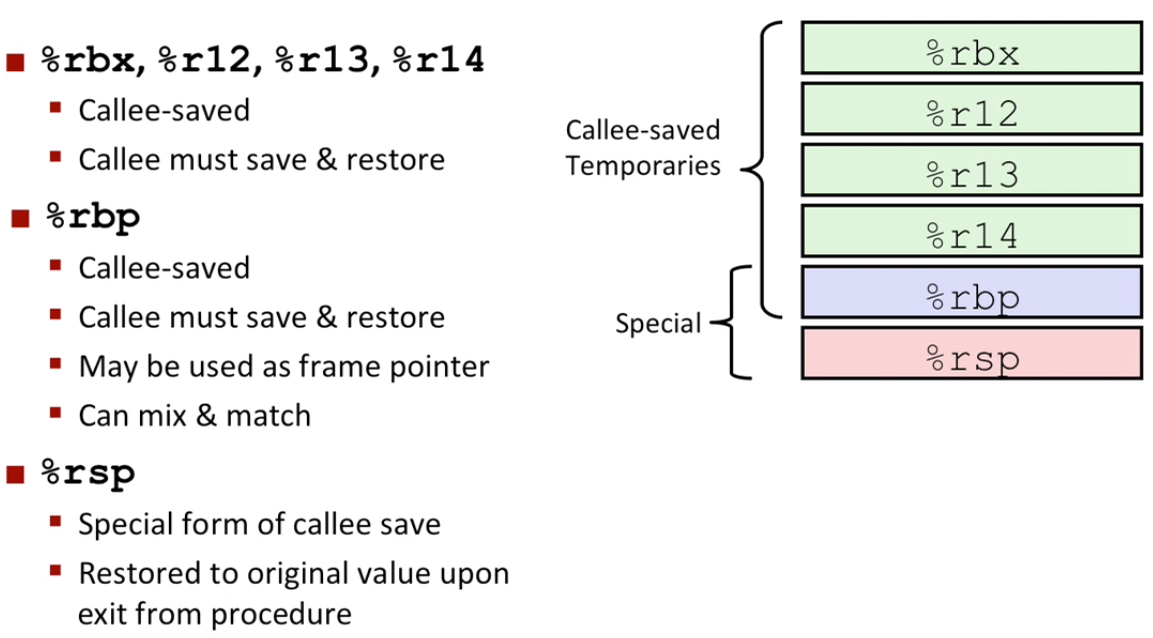 %rbx, %r12, %r13, %r14
Callee-saved
Callee must save & restore
%rbp
Callee-saved
Callee must save & restore
May be used as frame pointer
Can mix & match
%rsp
Special form of callee save
Restored to original value upon
exit from procedure
Callee-saved
Temporaries
Special
%rbx
%r12
%r13
%r14
%rbp
%rsp